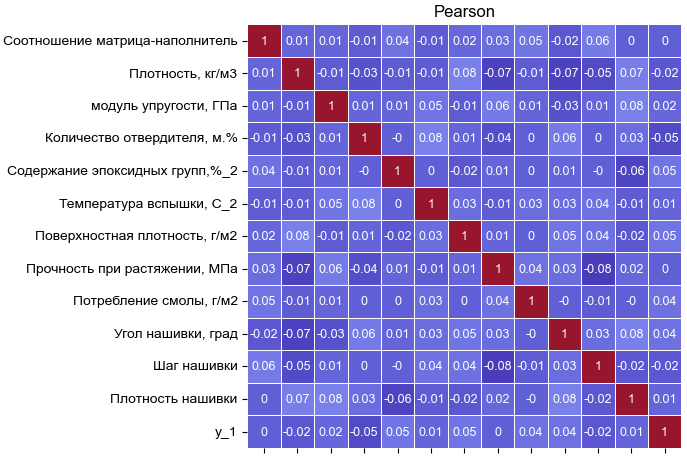 Pearson
Соотношение матрица-наполнитель 1 0.01 0.01 -0.01 0.04 -0.01 0.02 0.03 0.05 -0.02 0.06 0 0
Плотность, кг/м3 0.01 1 -0.01 -0.03 -0.01 -0.01 0.08 -0.07 -0.01 -0.07 -0.05 0.07 -0.02
модуль упругости, ГПа 0.01 -0.01 1 0.01 0.01 0.05 -0.01 0.06 0.01 -0.03 0.01 0.08 0.02
Количество отвердителя, м.% -0.01 -0.03 0.01 1 -0 0.08 0.01 -0.04 0 0.06 0 0.03 -0.05
Содержание эпоксидных групп,%_2 0.04 -0.01 0.01 -0 1 0 -0.02 0.01 0 0.01 -0 -0.06 0.05
Температура вспышки, С_2 -0.01 -0.01 0.05 0.08 0 1 0.03 -0.01 0.03 0.03 0.04 -0.01 0.01
Поверхностная плотность, г/м2 0.02 0.08 -0.01 0.01 -0.02 0.03 1 0.01 0 0.05 0.04 -0.02 0.05
Прочность при растяжении, МПа 0.03 -0.07 0.06 -0.04 0.01 -0.01 0.01 1 0.04 0.03 -0.08 0.02 0
Потребление смолы, г/м2 0.05 -0.01 0.01 0 0 0.03 0 0.04 1 -0 -0.01 -0 0.04
Угол нашивки, град -0.02 -0.07 -0.03 0.06 0.01 0.03 0.05 0.03 -0 1 0.03 0.08 0.04
Шаг нашивки 0.06 -0.05 0.01 0 -0 0.04 0.04 -0.08 -0.01 0.03 1 -0.02 -0.02
Плотность нашивки 0 0.07 0.08 0.03 -0.06 -0.01 -0.02 0.02 -0 0.08 -0.02 1 0.01
y_1 0 -0.02 0.02 -0.05 0.05 0.01 0.05 0 0.04 0.04 -0.02 0.01 1